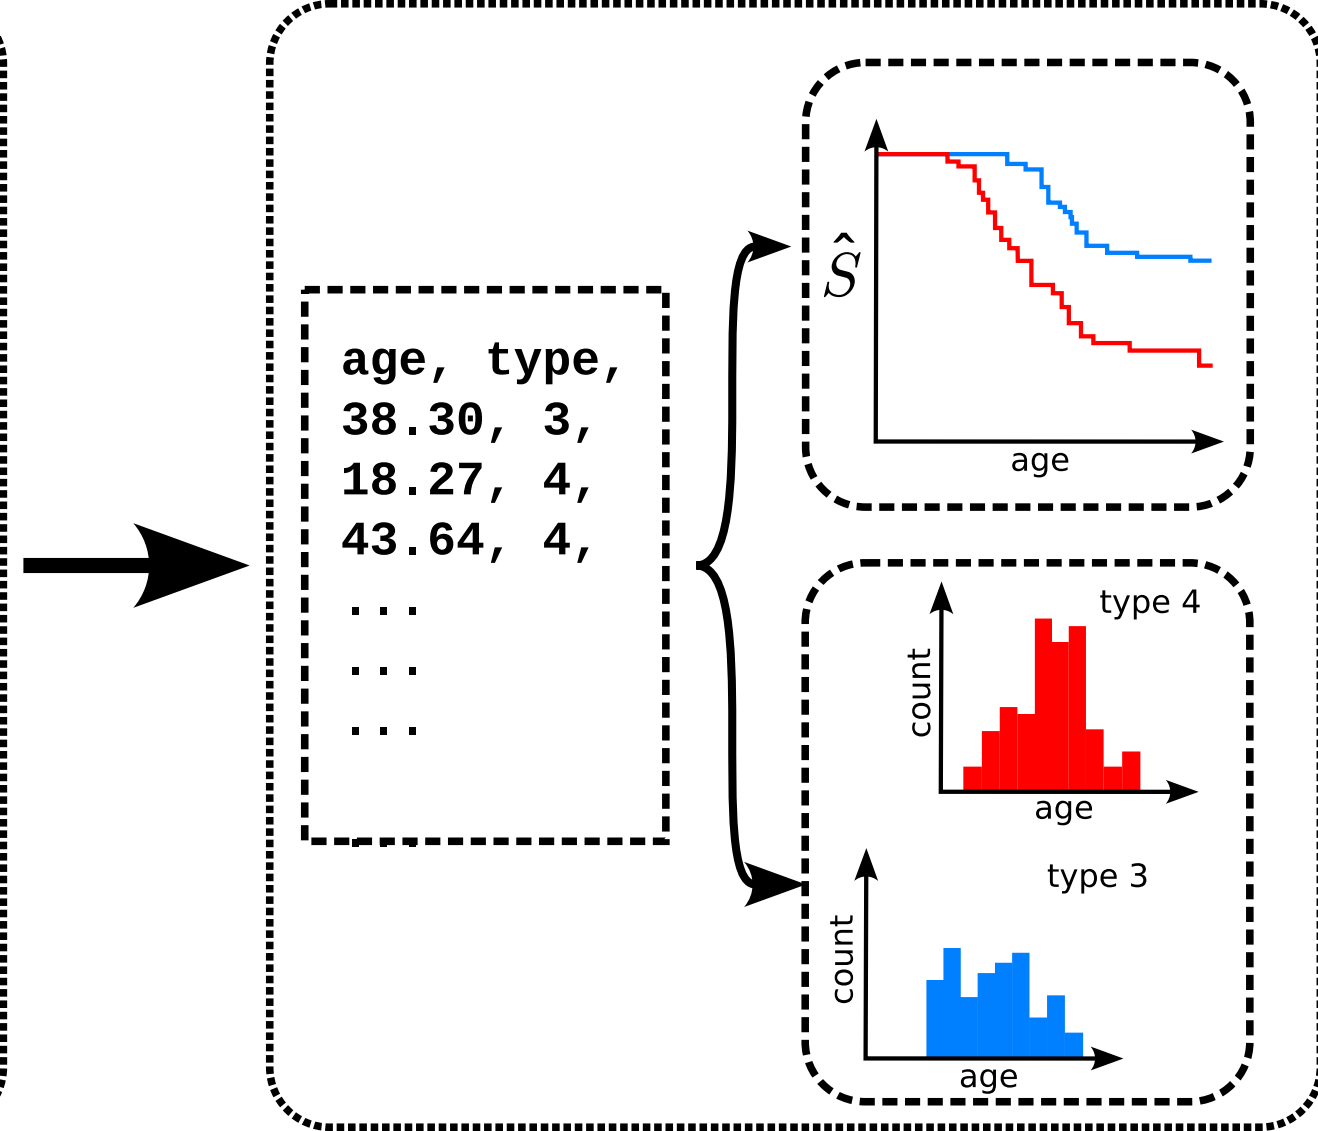 age, type,
38.30, 3,
18.27, 4,
43.64, 4,
. . .
. . .
. . .
. . .
Ŝ
age
type 4
count
age
type 3
count
age